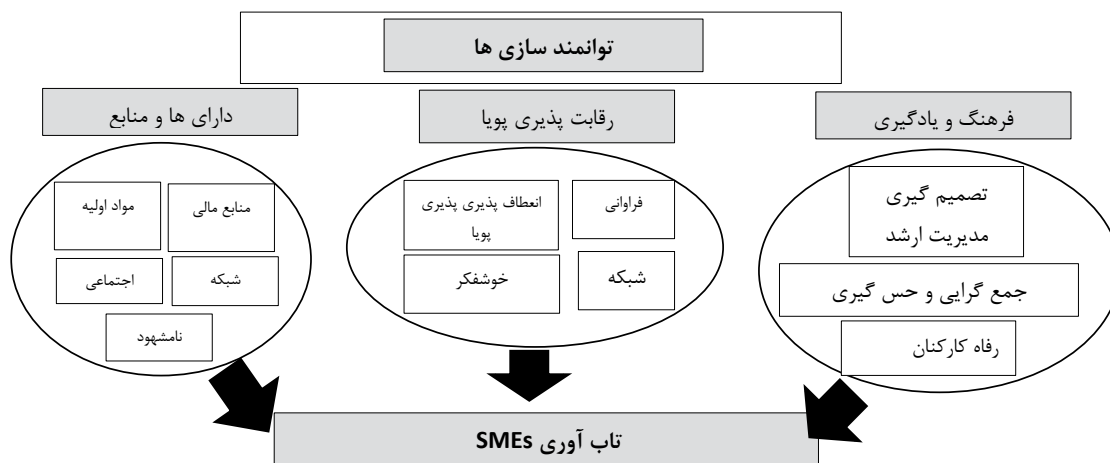 توانمند سازی ها
فرهنگ و یادگیری
رقابت پذیری پویا
دارای ها و منابع
تصمیم گیری
مدیریت ارشد
جمع گرایی و حس گیری
رفاه کارکنان
فراوانی
انعطاف پذیری پذیری
پویا
شبکه
خوشفکر
منابع مالی
مواد اولیه
شبکه
اجتماعی
نامشهود
تاب آوری SMEs